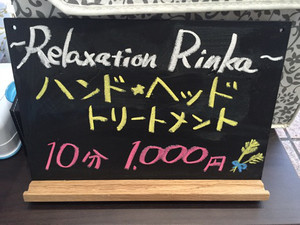 ~Relaxation Rinka~
ハンド★ヘッド
トリートメント
10分 1,000円